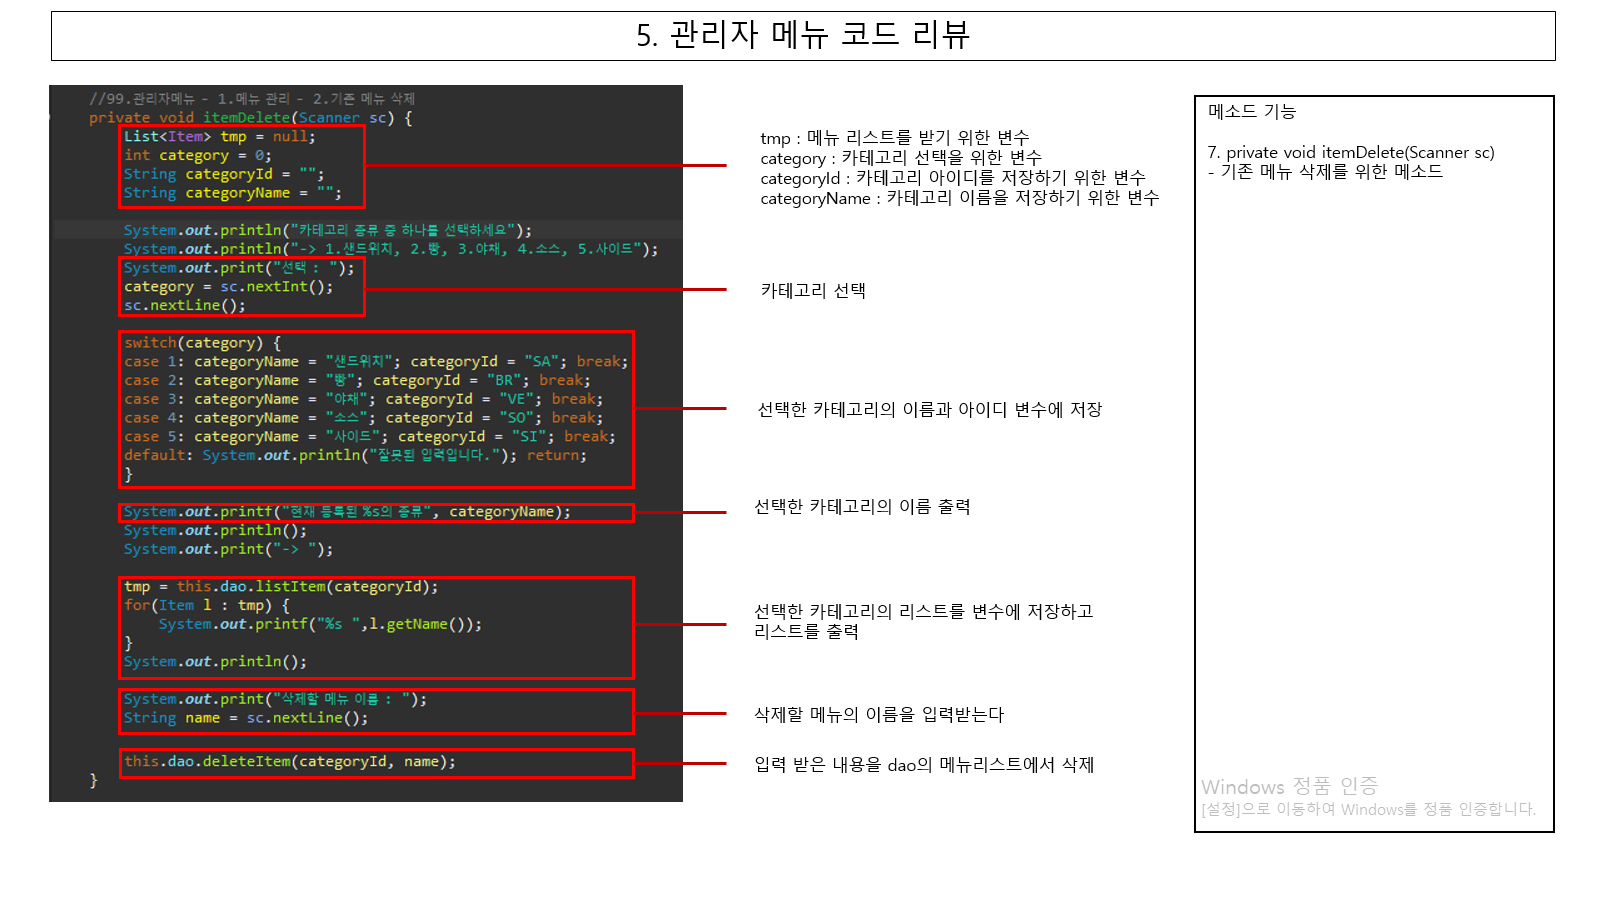 5. 관리자 메뉴 코드 리뷰
//99.관리자메뉴 - 1.메뉴 관리 - 2.기존 메뉴 삭제
private void itemDelete(Scanner sc) {
List<Item> tmp = null;
int category = 0;
String categoryId = "";
String categoryName = "";
System.out.println("카테고리 종류 중 하나를 선택하세요");
System.out.println("-> 1.샌드위치, 2.빵, 3.야채, 4.소스, 5.사이드");
System.out.print("선택 : ");
category = sc.nextInt();
sc.nextLine();
switch(category) {
case 1: categoryName = "샌드위치"; categoryId = "SA"; break;
case 2: categoryName = "빵"; categoryId = "BR"; break;
case 3: categoryName = "야채"; categoryId = "VE"; break;
case 4: categoryName = "소스"; categoryId = "SO"; break;
case 5: categoryName = "사이드"; categoryId = "SI"; break;
default: System.out.println("잘못된 입력입니다."); return;
}
System.out.printf("현재 등록된 %s의 종류", categoryName);
System.out.println();
System.out.print("-> ");
tmp = this.dao.listItem(categoryId);
for(Item l : tmp) {
System.out.printf("%s ",l.getName());
}
System.out.println();
System.out.print("삭제할 메뉴 이름 : ");
String name = sc.nextLine();
this.dao.deleteItem(categoryId, name);
}
tmp : 메뉴 리스트를 받기 위한 변수
category : 카테고리 선택을 위한 변수
categoryId : 카테고리 아이디를 저장하기 위한 변수
categoryName : 카테고리 이름을 저장하기 위한 변수
카테고리 선택
선택한 카테고리의 이름과 아이디 변수에 저장
선택한 카테고리의 이름 출력
선택한 카테고리의 리스트를 변수에 저장하고
리스트를 출력
삭제할 메뉴의 이름을 입력받는다
입력 받은 내용을 dao의 메뉴리스트에서 삭제
메소드 기능
7. private void itemDelete(Scanner sc)
- 기존 메뉴 삭제를 위한 메소드
Windows 정품 인증
[설정]으로 이동하여 Windows를 정품 인증합니다.